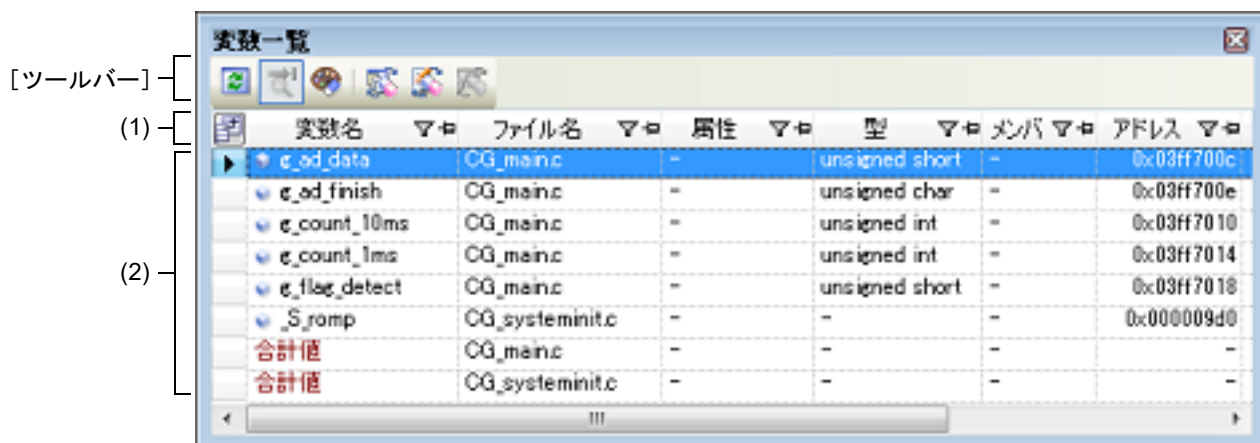 変数一覧
[ツールバー]
(1)
変数名 ファイル名 属性 型 メンバ アドレス
(2)
g_ad_data CG_main.c - unsigned short - 0x03ff700c
g_ad_finish CG_main.c - unsigned char - 0x03ff700e
g_count_10ms CG_main.c - unsigned int - 0x03ff7010
g_count_1ms CG_main.c - unsigned int - 0x03ff7014
g_flag_detect CG_main.c - unsigned short - 0x03ff7018
_S_romp CG_systeminit.c - - - 0x000009d0
合計値 CG_main.c - - - -
合計値 CG_systeminit.c - - - -